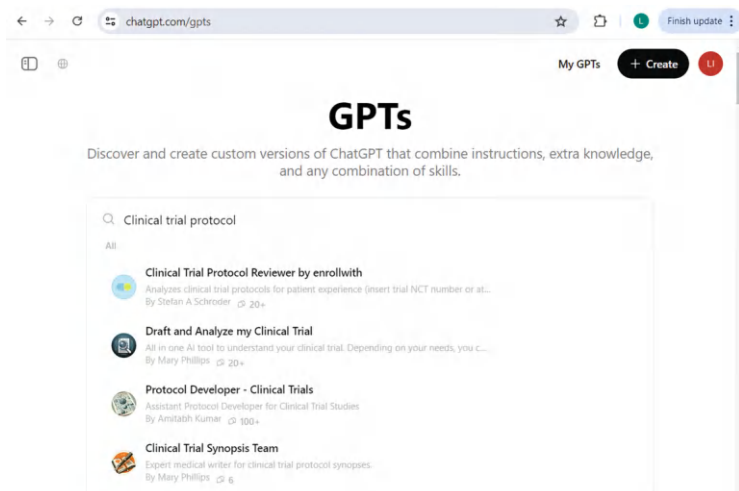 chatgpt.com/gpts
L
Finish update
My GPTs
+ Create
LI
GPTs
Discover and create custom versions of ChatGPT that combine instructions, extra knowledge,
and any combination of skills.
Clinical trial protocol
All
Clinical Trial Protocol Reviewer by enrollwith
Analyzes clinical trial protocols for patient experience (insert trial NCT number or at...
By Stefan A Schroder 20+
Draft and Analyze my Clinical Trial
All in one AI tool to understand your clinical trial. Depending on your needs, you c...
By Mary Phillips 20+
Protocol Developer - Clinical Trials
Assistant Protocol Developer for Clinical Trial Studies
By Amitabh Kumar 100+
Clinical Trial Synopsis Team
Expert medical writer for clinical trial protocol synopses.
By Mary Phillips 6